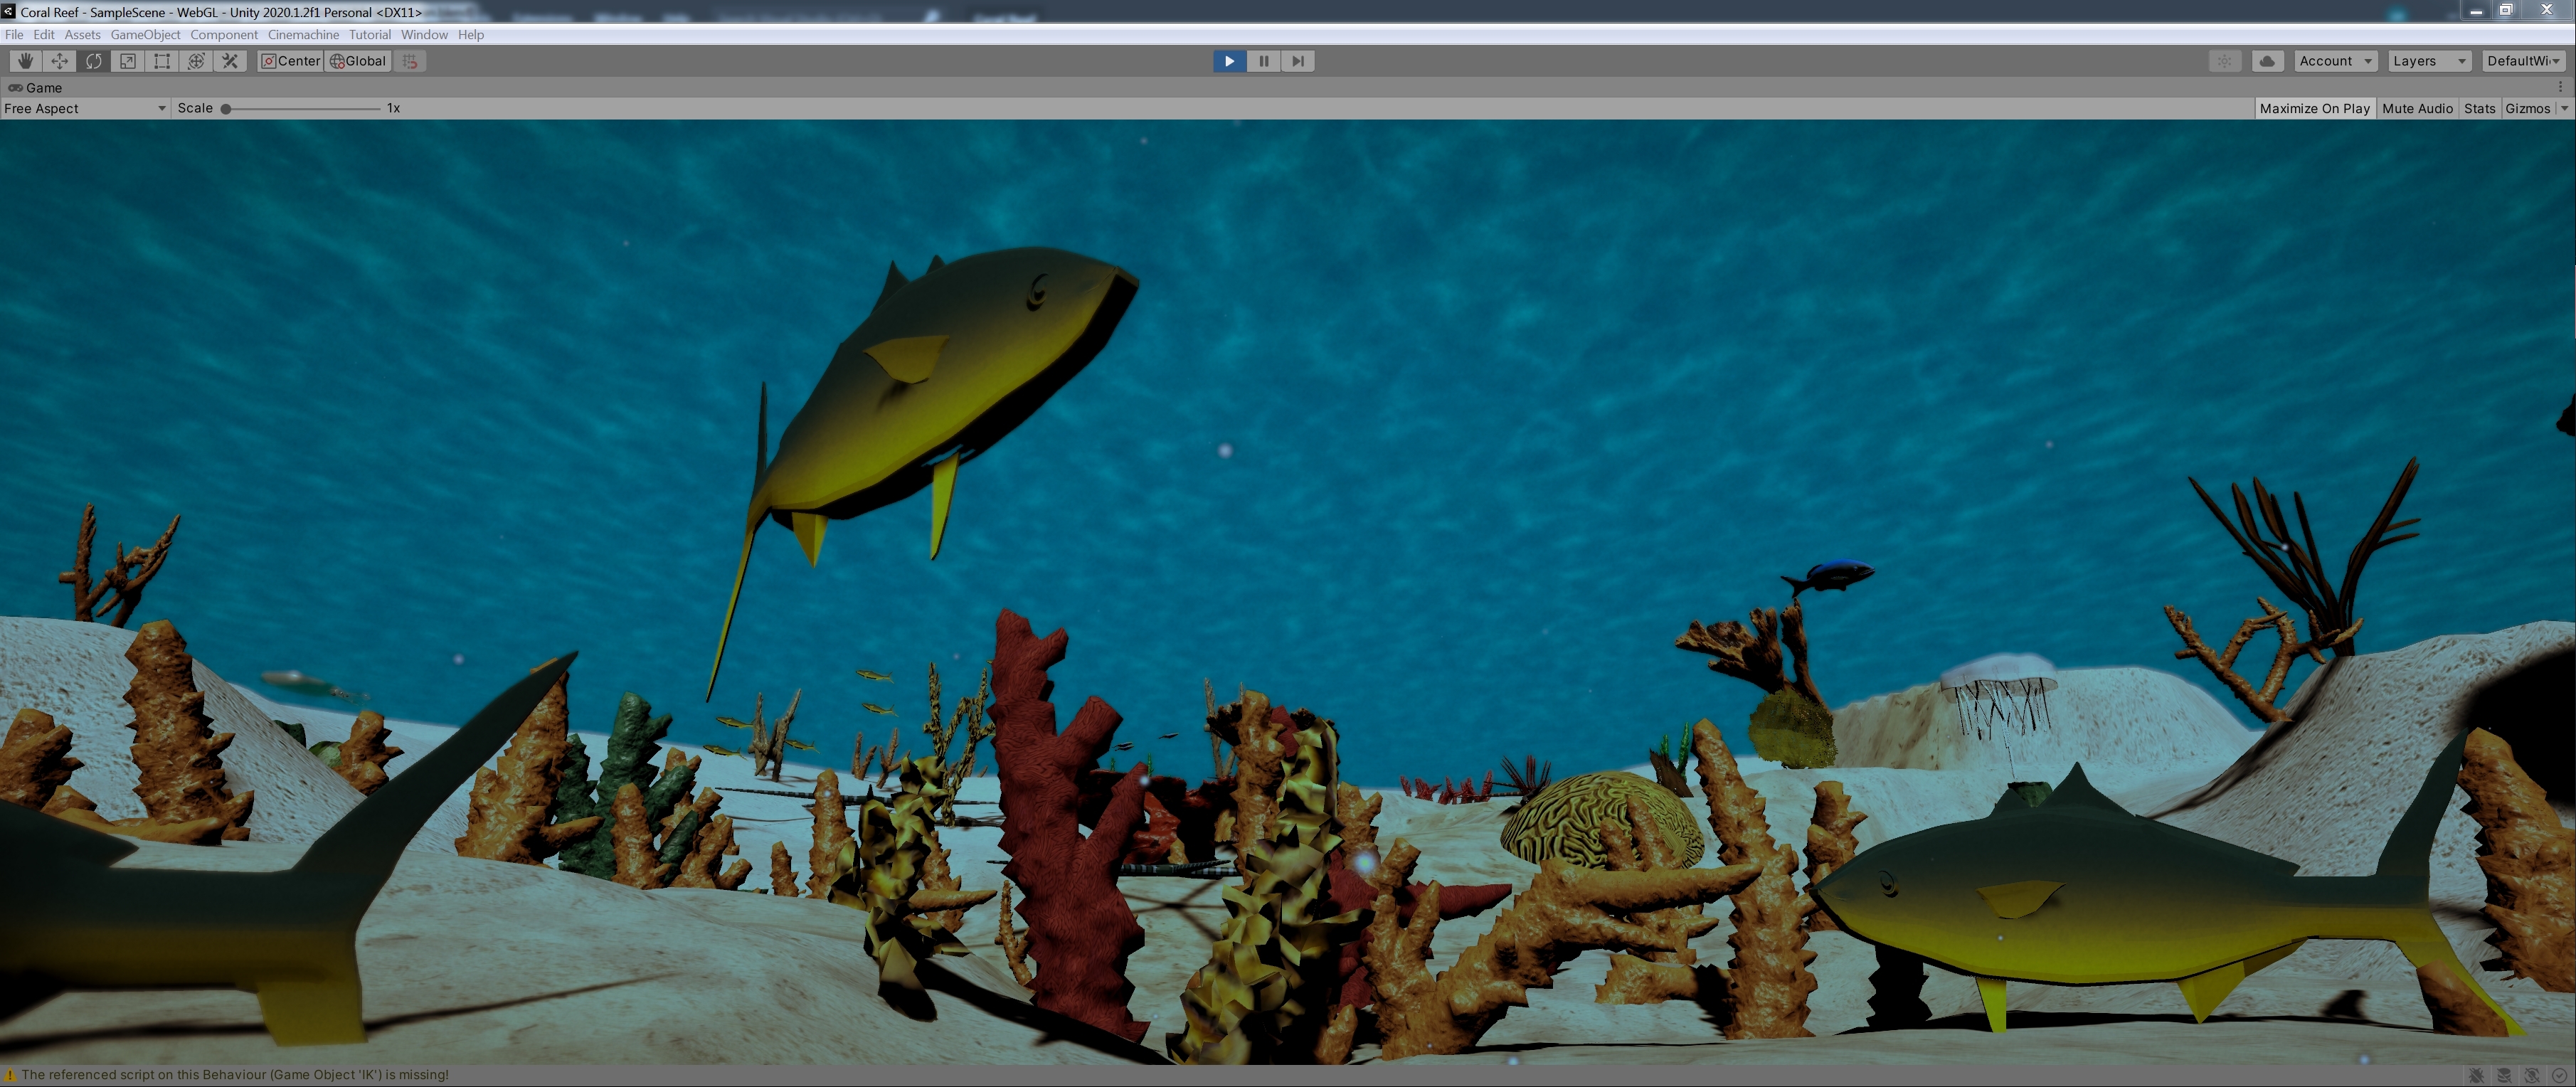 Coral Reef - SampleScene - WebGL - Unity 2020.1.2f1 Personal <DX11>
File Edit Assets GameObject Component Cinemachine Tutorial Window Help
Center Global Account Layers DefaultWi
Game
Free Aspect Scale 1x Maximize On Play Mute Audio Stats Gizmos
The referenced script on this Behaviour (Game Object 'IK') is missing!